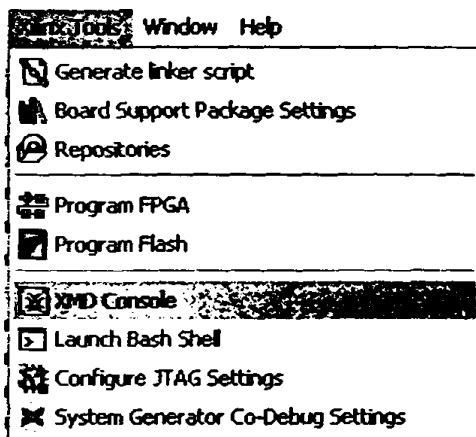 Xilinx Tools Window Help
Generate linker script
Board Support Package Settings
Repositories
Program FPGA
Program Flash
XMD Console
Launch Bash Shell
Configure JTAG Settings
System Generator Co-Debug Settings